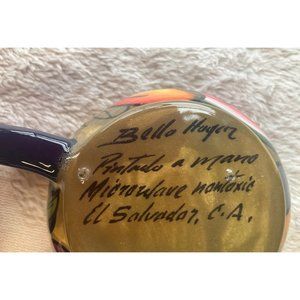 Bello Hogar
Pintado a mano
Microwave nontoxic
El Salvador, C.A.